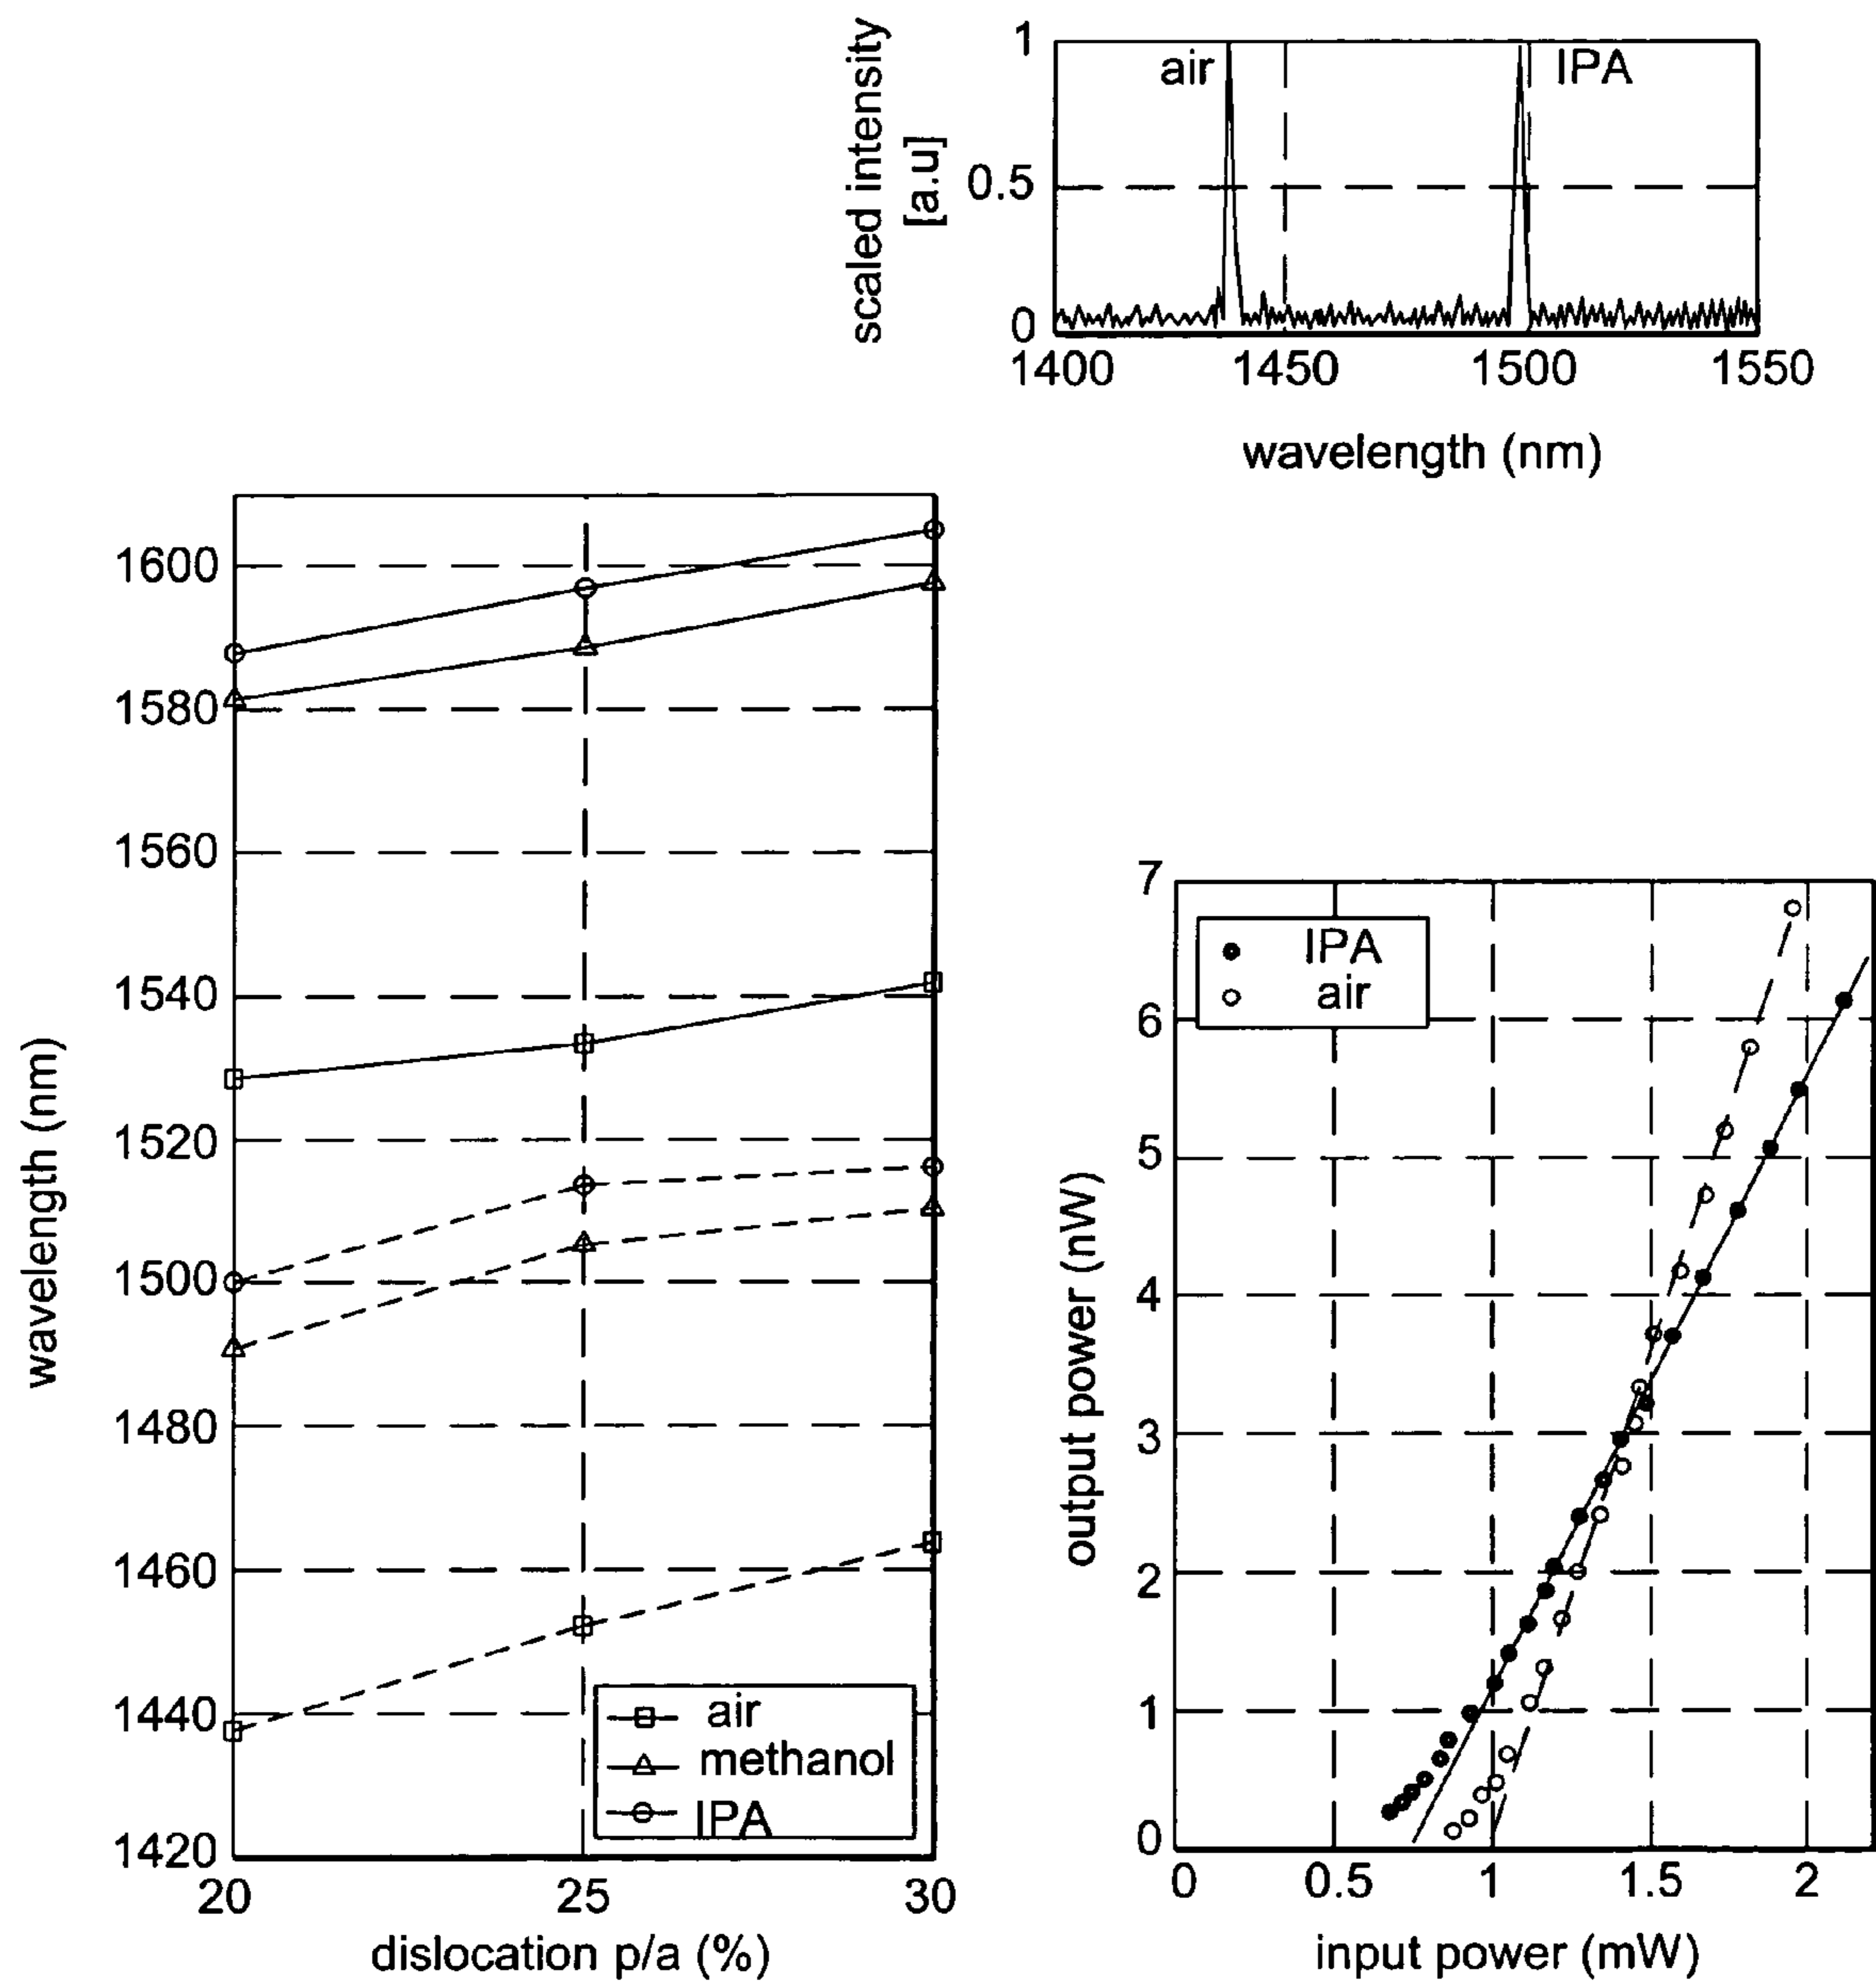 scaled intensity
[a.u]
1
0.5
0
air
IPA
1400 1450 1500 1550
wavelength (nm)
wavelength (nm)
1600
1580
1560
1540
1520
1500
1480
1460
1440
1420
air
methanol
IPA
20 25 30
dislocation p/a (%)
output power (nW)
7
6
5
4
3
2
1
0
IPA
air
0 0.5 1 1.5 2
input power (mW)